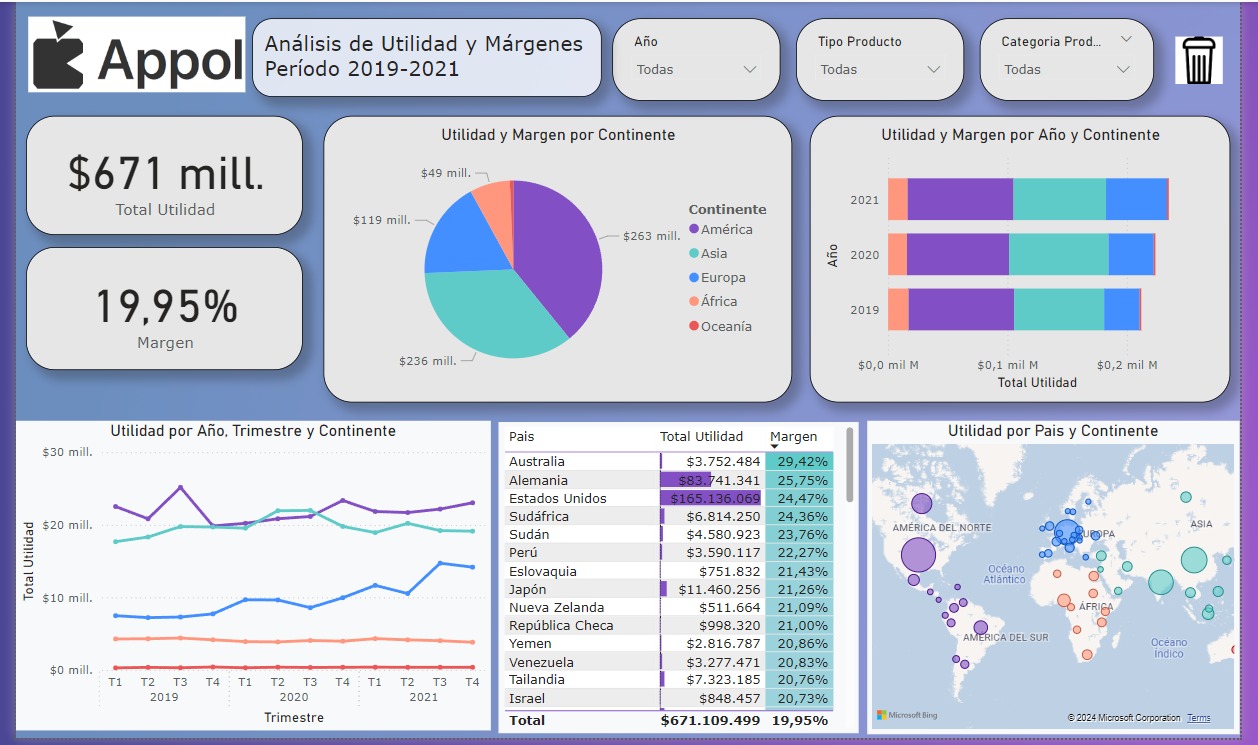 Appol
Análisis de Utilidad y Márgenes
Período 2019-2021
Año
Todas
Tipo Producto
Todas
Categoria Prod...
Todas
$671 mill.
Total Utilidad
19,95%
Margen
Utilidad y Margen por Continente
$49 mill.
$119 mill.
$263 mill.
$236 mill.
Continente
América
Asia
Europa
África
Oceanía
Utilidad y Margen por Año y Continente
Año
2021
2020
2019
$0,0 mil M $0,1 mil M $0,2 mil M
Total Utilidad
Utilidad por Año, Trimestre y Continente
Total Utilidad
$30 mill.
$20 mill.
$10 mill.
$0 mill.
T1 T2 T3 T4 T1 T2 T3 T4 T1 T2 T3 T4
2019 2020 2021
Trimestre
Pais Total Utilidad Margen
Australia $3.752.484 29,42%
Alemania $83.741.341 25,75%
Estados Unidos $165.136.069 24,47%
Sudáfrica $6.814.250 24,36%
Sudán $4.580.923 23,76%
Perú $3.590.117 22,27%
Eslovaquia $751.832 21,43%
Japón $11.460.256 21,26%
Nueva Zelanda $511.664 21,09%
República Checa $998.320 21,00%
Yemen $2.816.787 20,86%
Venezuela $3.277.471 20,83%
Tailandia $7.323.185 20,76%
Israel $848.457 20,73%
Total $671.109.499 19,95%
Utilidad por Pais y Continente
AMÉRICA DEL NORTE
EUROPA
ASIA
Océano
Atlántico
ÁFRICA
AMÉRICA DEL SUR
Océano
Índico
Microsoft Bing
© 2024 Microsoft Corporation Terms